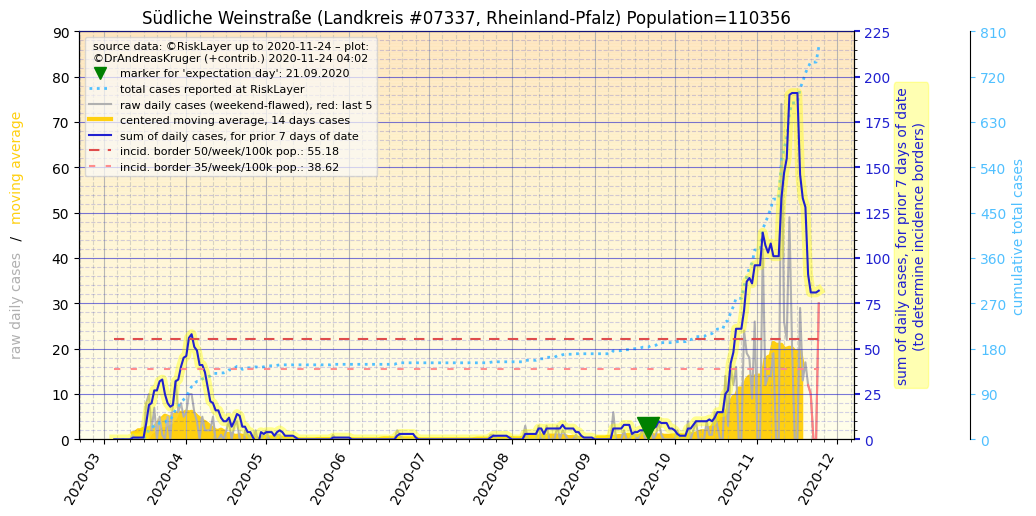 Südliche Weinstraße (Landkreis #07337, Rheinland-Pfalz) Population=110356
source data: ©RiskLayer up to 2020-11-24 – plot:
©DrAndreasKruger (+contrib.) 2020-11-24 04:02
marker for 'expectation day': 21.09.2020
total cases reported at RiskLayer
raw daily cases (weekend-flawed), red: last 5
centered moving average, 14 days cases
sum of daily cases, for prior 7 days of date
incid. border 50/week/100k pop.: 55.18
incid. border 35/week/100k pop.: 38.62
raw daily cases / moving average
90
80
70
60
50
40
30
20
10
0
2020-03
2020-04
2020-05
2020-06
2020-07
2020-08
2020-09
2020-10
2020-11
2020-12
225
200
175
150
125
100
75
50
25
0
sum of daily cases, for prior 7 days of date
(to determine incidence borders)
810
720
630
540
450
360
270
180
90
0
cumulative total cases